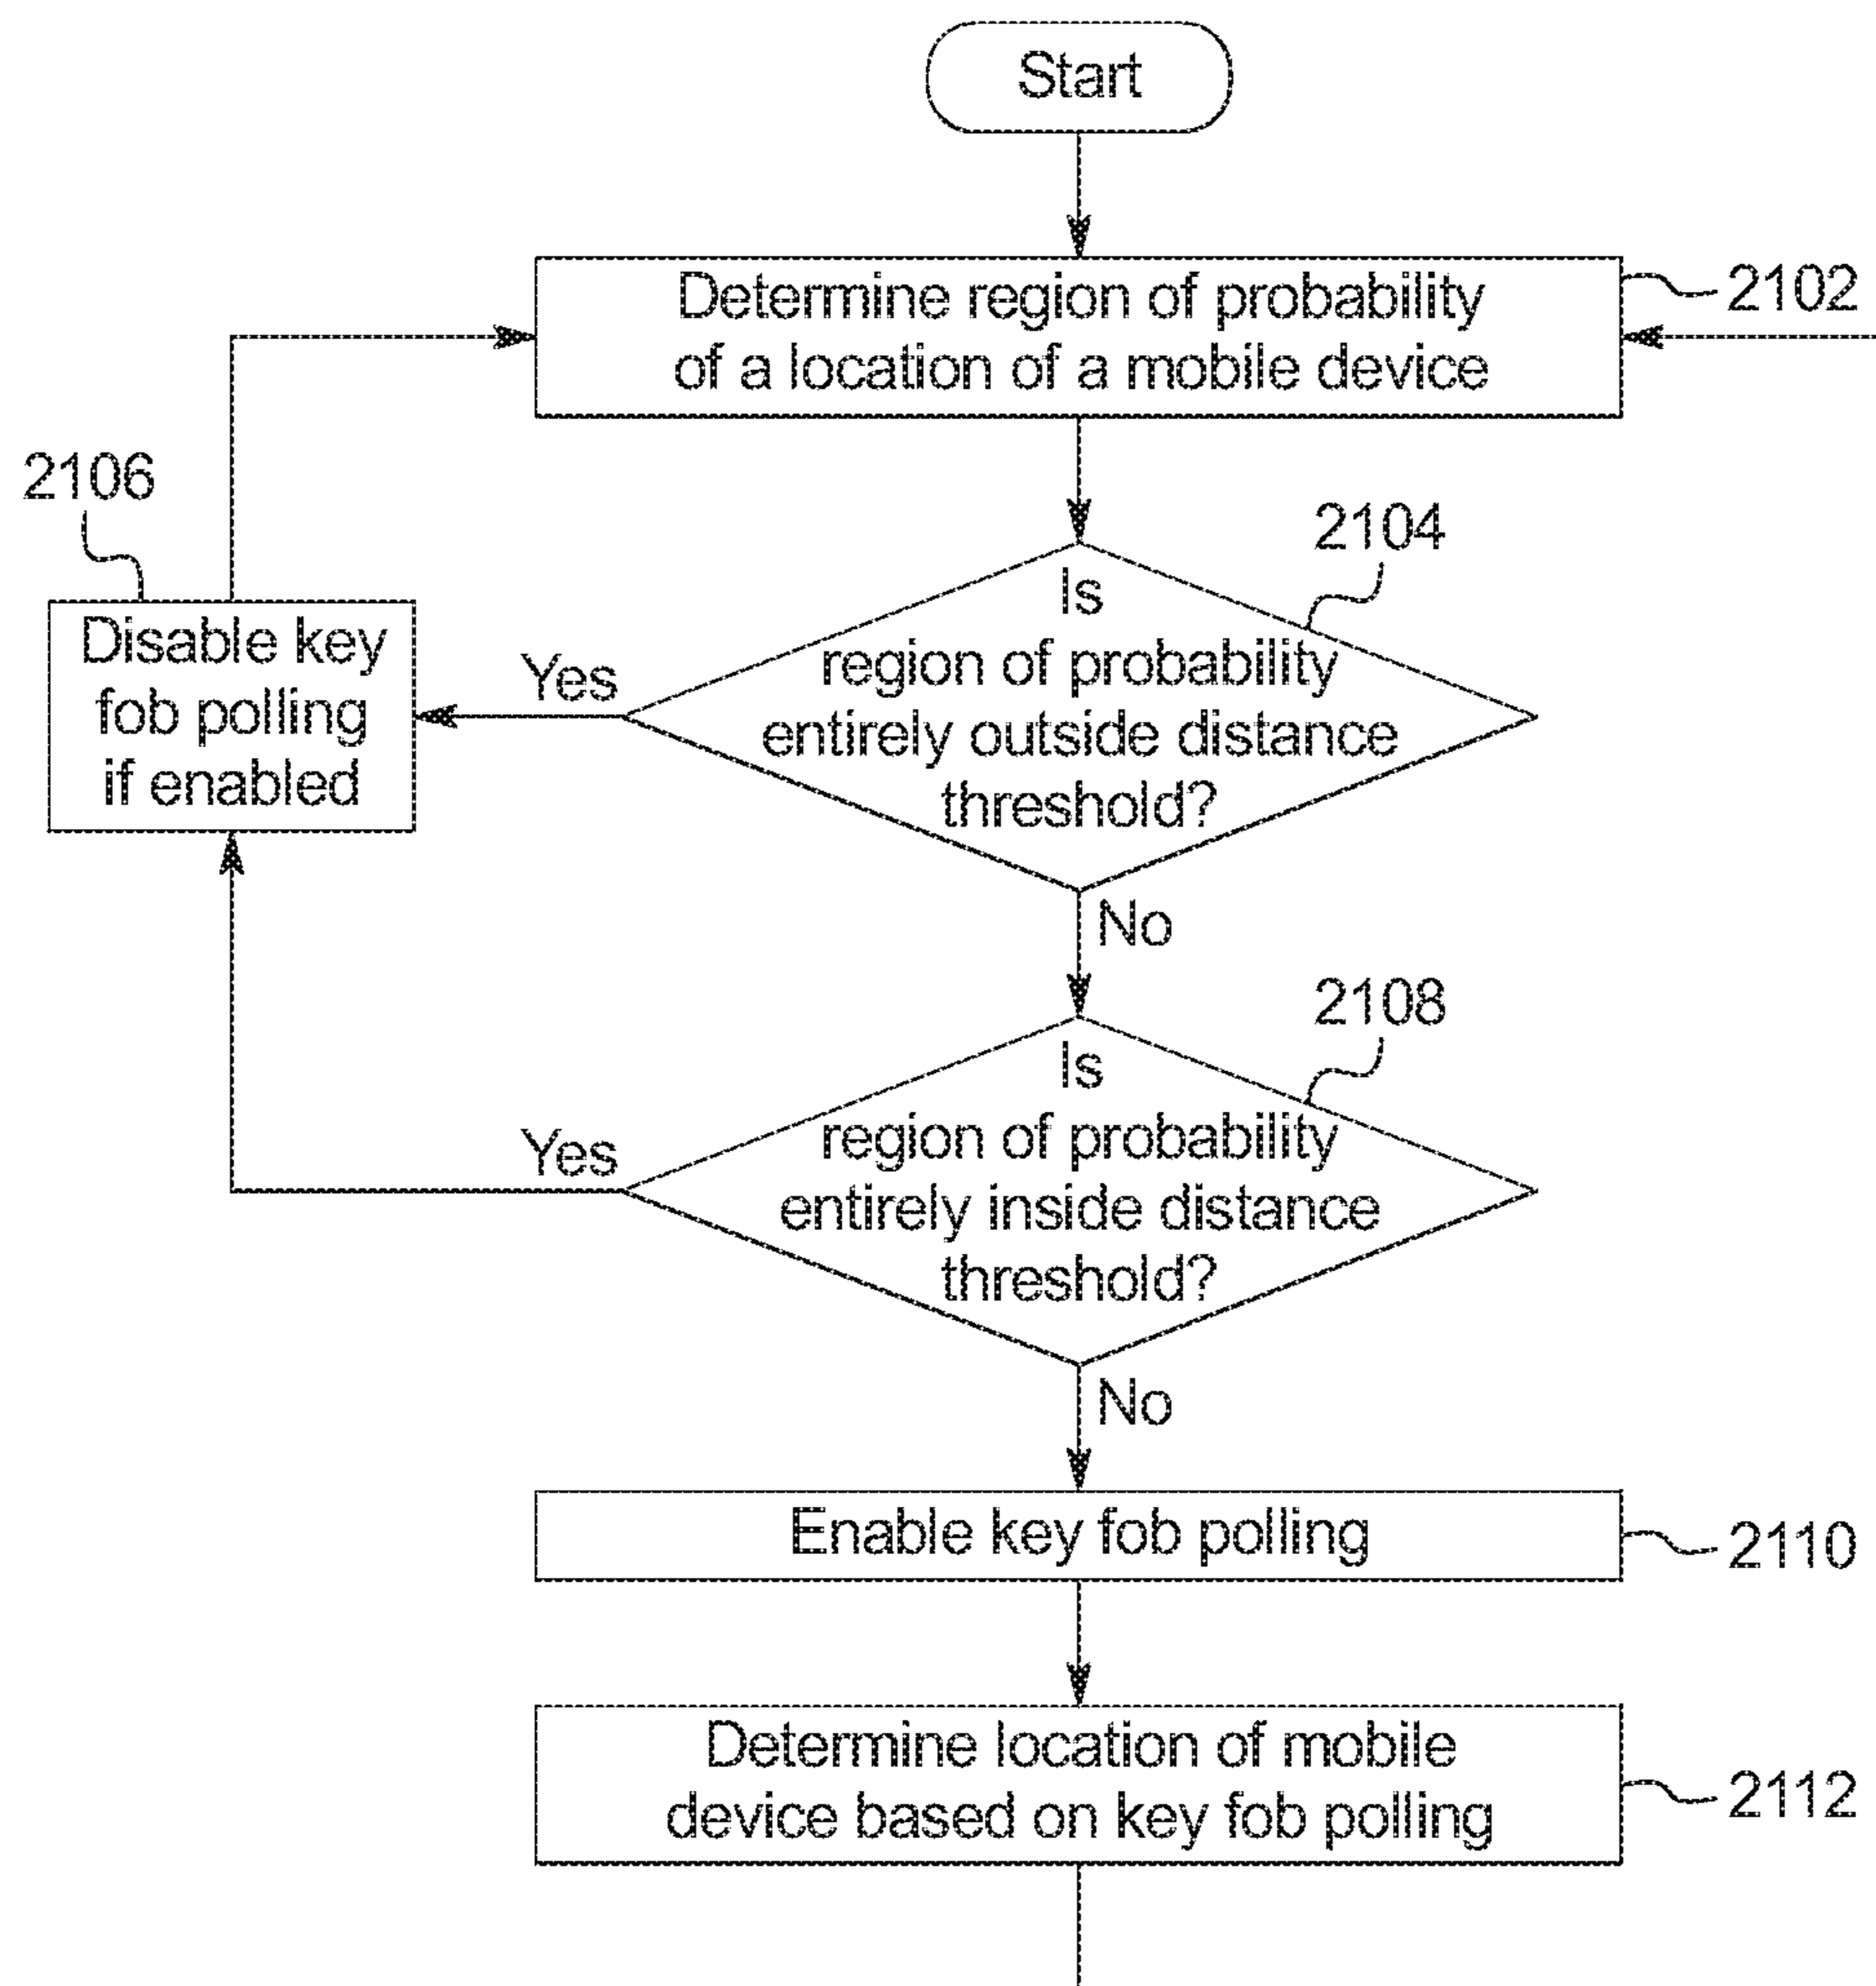 Start
Determine region of probability
of a location of a mobile device
2102
2106
2104
Disable key
fob polling
if enabled
Yes
Is
region of probability
entirely outside distance
threshold?
No
2108
Yes
Is
region of probability
entirely inside distance
threshold?
No
Enable key fob polling
2110
Determine location of mobile
device based on key fob polling
2112